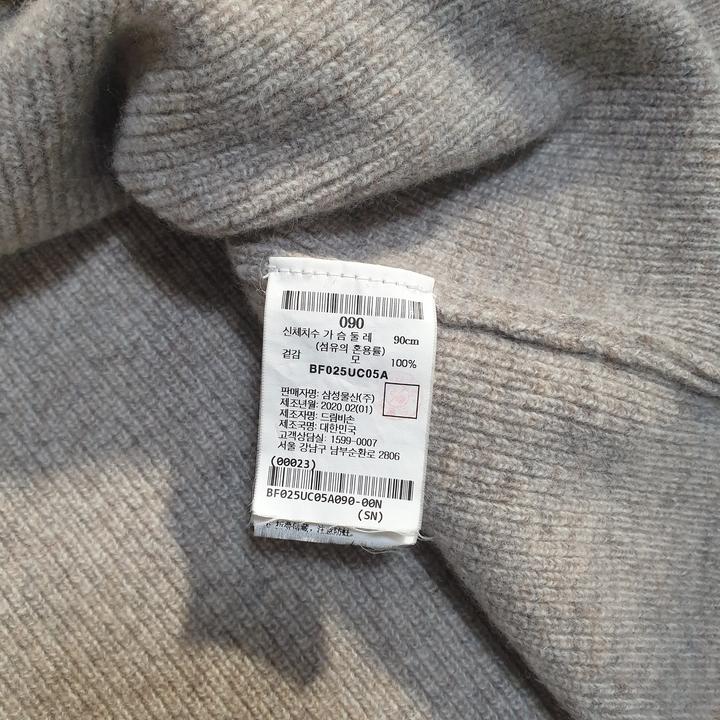 090
신체치수 가 슴 둘 레 90cm
(섬유의 혼용률)
겉감 모 100%
BF025UC05A
판매자명: 삼성물산(주)
제조년월: 2020.02(01)
제조자명: 드림비손
제조국명: 대한민국
고객상담실: 1599-0007
서울 강남구 남부순환로 2806
(00023)
BF025UC05A090-00N
(SN)